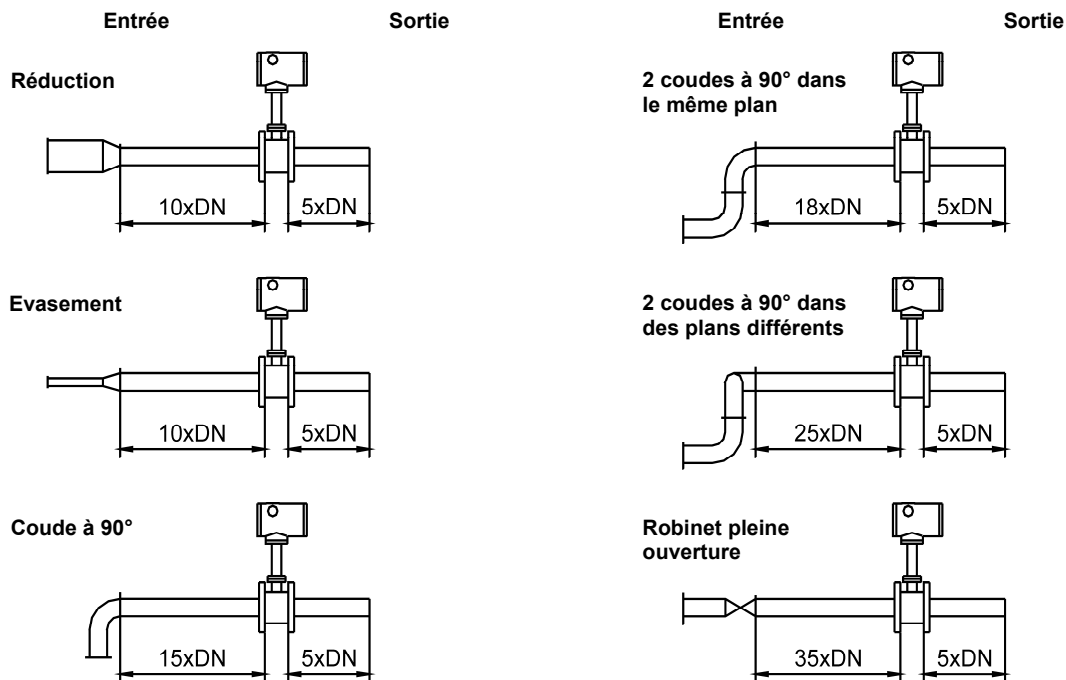 Entrée
Sortie
Réduction
10xDN
5xDN
Evasement
10xDN
5xDN
Coude à 90°
15xDN
5xDN
Entrée
Sortie
2 coudes à 90° dans
le même plan
18xDN
5xDN
2 coudes à 90° dans
des plans différents
25xDN
5xDN
Robinet pleine
ouverture
35xDN
5xDN